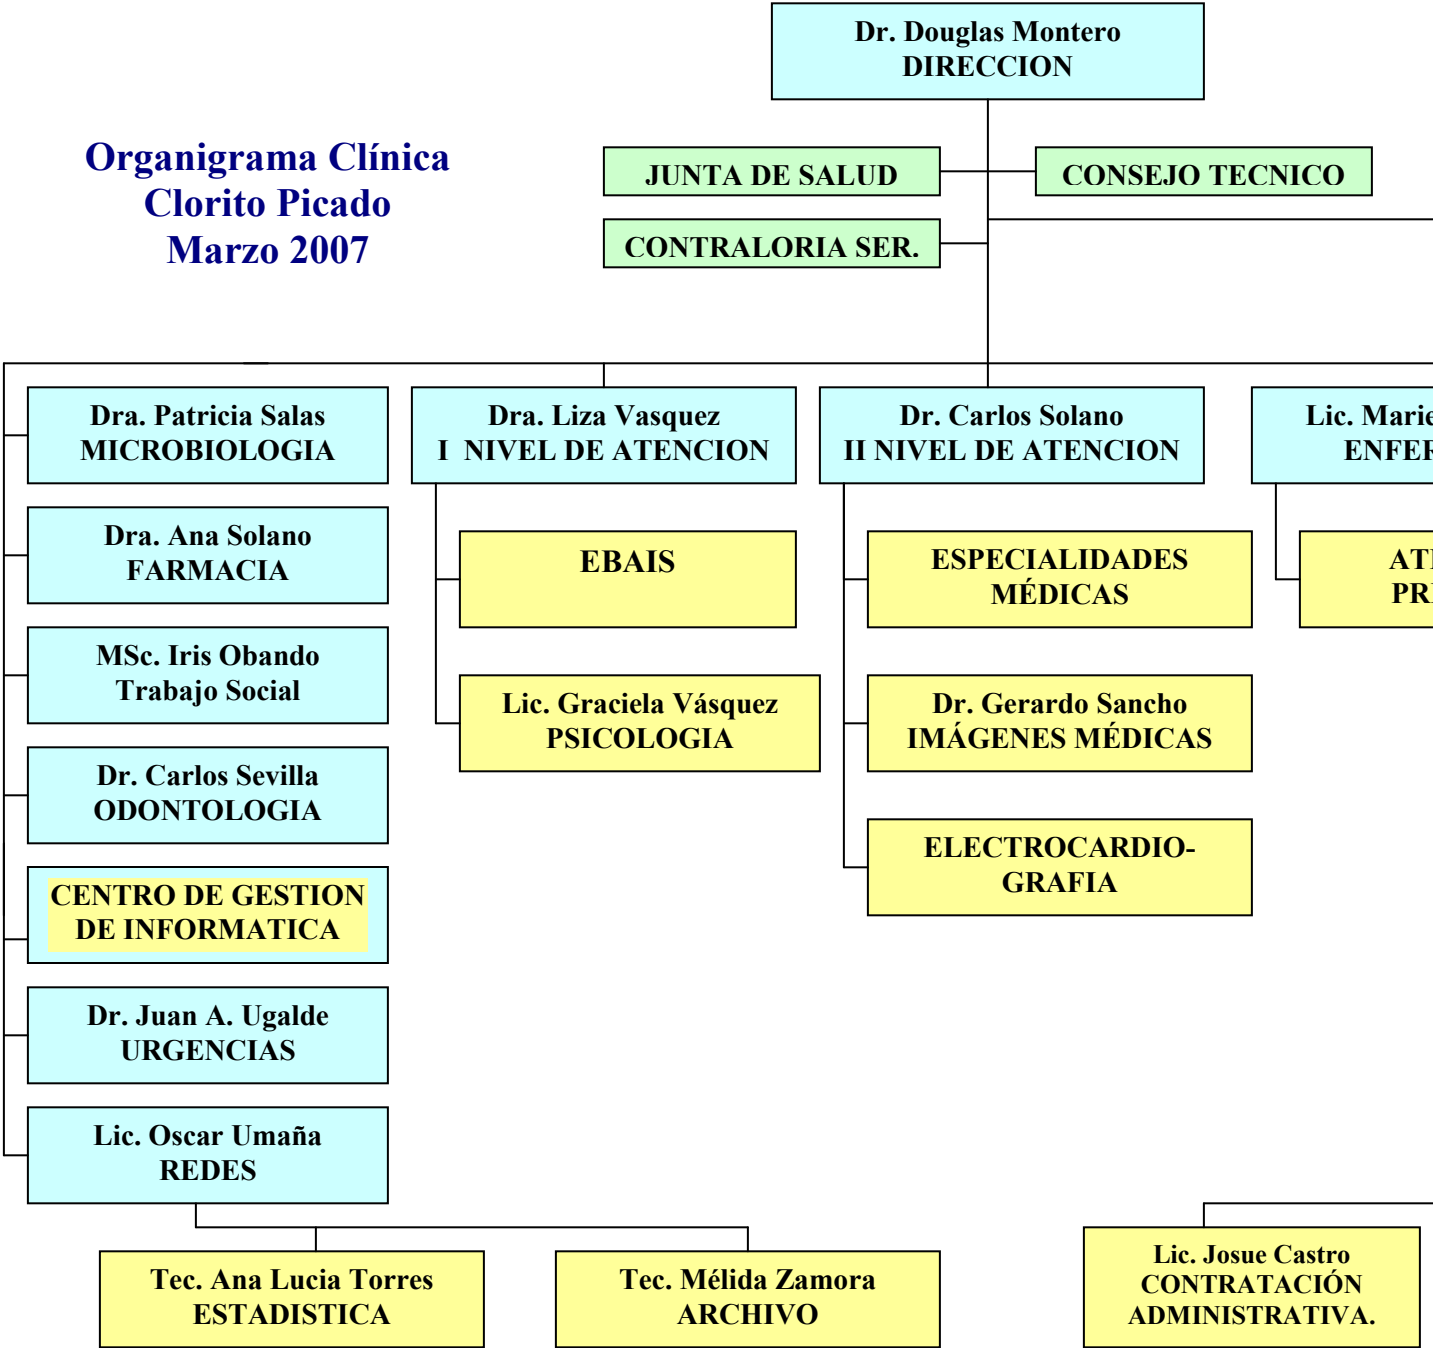 Dr. Douglas Montero
DIRECCION
Organigrama Clínica
Clorito Picado
Marzo 2007
JUNTA DE SALUD
CONSEJO TECNICO
CONTRALORIA SER.
Dra. Patricia Salas
MICROBIOLOGIA
Dra. Liza Vasquez
I NIVEL DE ATENCION
Dr. Carlos Solano
II NIVEL DE ATENCION
Lic.
Dra. Ana Solano
FARMACIA
EBAIS
ESPECIALIDADES
MÉDICAS
MSc. Iris Obando
Trabajo Social
Lic. Graciela Vásquez
PSICOLOGIA
Dr. Gerardo Sancho
IMÁGENES MÉDICAS
Dr. Carlos Sevilla
ODONTOLOGIA
ELECTROCARDIO-
GRAFIA
CENTRO DE GESTION
DE INFORMATICA
Dr. Juan A. Ugalde
URGENCIAS
Lic. Oscar Umaña
REDES
Tec. Ana Lucia Torres
ESTADISTICA
Tec. Mélida Zamora
ARCHIVO
Lic. Josue Castro
CONTRATACIÓN
ADMINISTRATIVA.